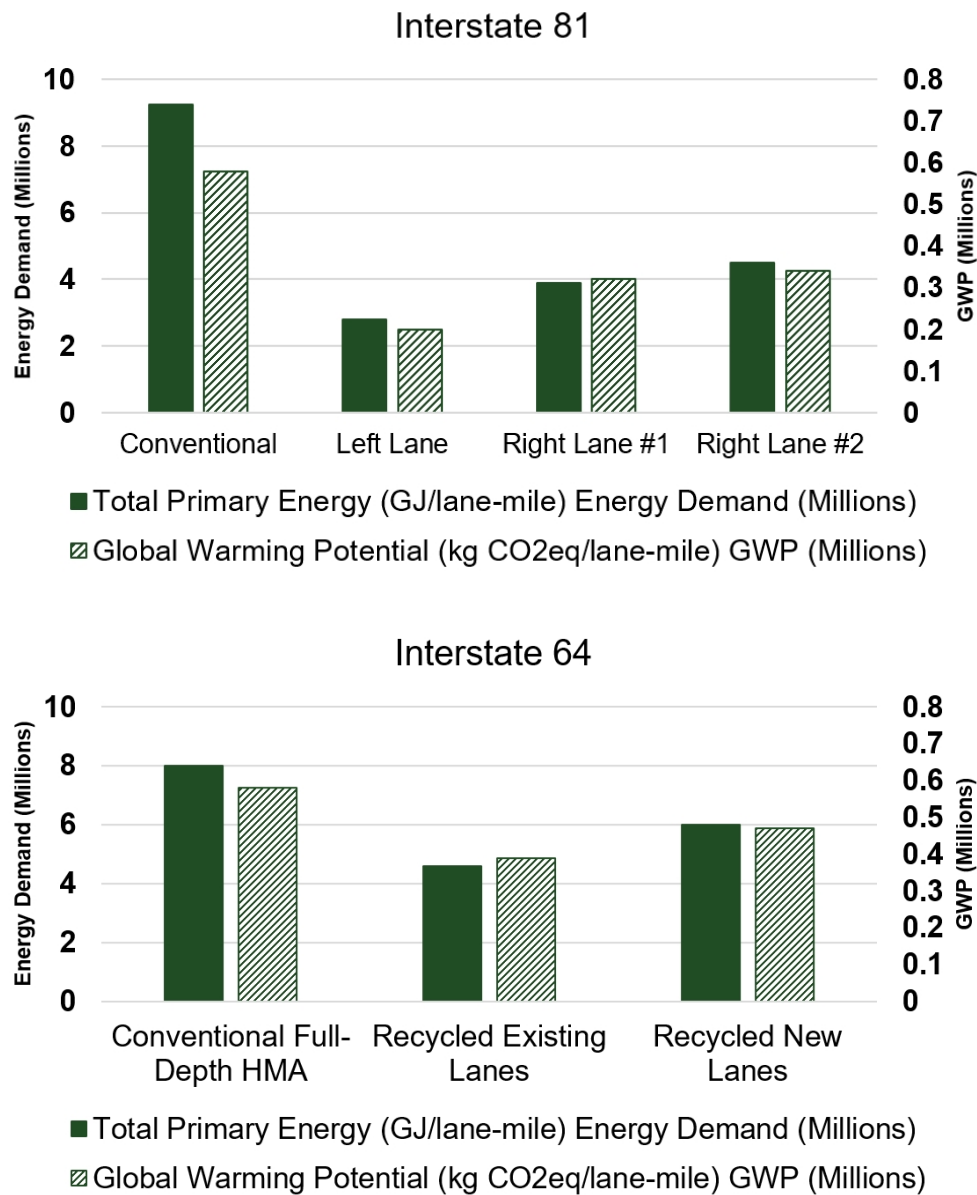 Interstate 81
10
8
6
4
2
0
Energy Demand (Millions)
0.8
0.7
0.6
0.5
0.4
0.3
0.2
0.1
0
GWP (Millions)
Conventional
Left Lane
Right Lane #1
Right Lane #2
Total Primary Energy (GJ/lane-mile) Energy Demand (Millions)
Global Warming Potential (kg CO2eq/lane-mile) GWP (Millions)
Interstate 64
10
8
6
4
2
0
Energy Demand (Millions)
0.8
0.7
0.6
0.5
0.4
0.3
0.2
0.1
0
GWP (Millions)
Conventional Full-
Depth HMA
Recycled Existing
Lanes
Recycled New
Lanes
Total Primary Energy (GJ/lane-mile) Energy Demand (Millions)
Global Warming Potential (kg CO2eq/lane-mile) GWP (Millions)